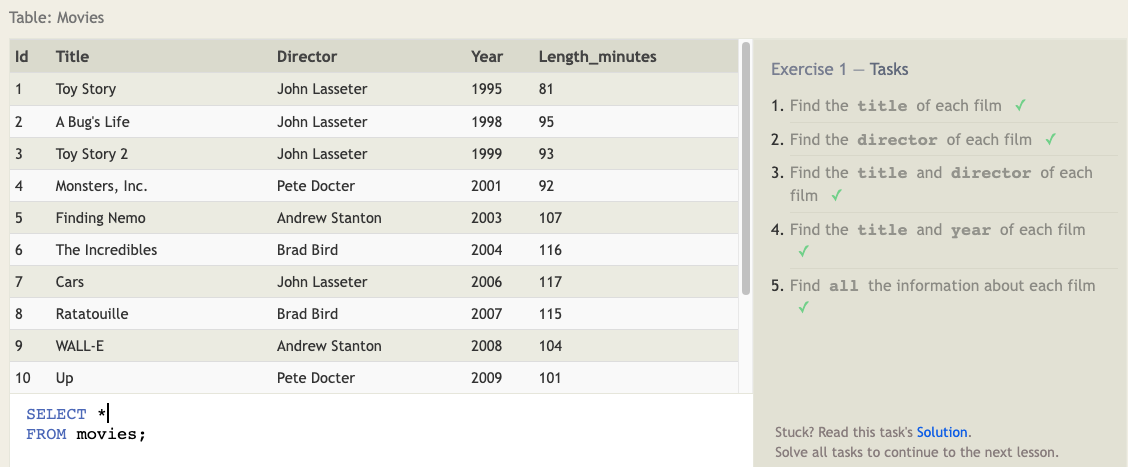 Table: Movies
Id Title Director Year Length_minutes
1 Toy Story John Lasseter 1995 81
2 A Bug's Life John Lasseter 1998 95
3 Toy Story 2 John Lasseter 1999 93
4 Monsters, Inc. Pete Docter 2001 92
5 Finding Nemo Andrew Stanton 2003 107
6 The Incredibles Brad Bird 2004 116
7 Cars John Lasseter 2006 117
8 Ratatouille Brad Bird 2007 115
9 WALL-E Andrew Stanton 2008 104
10 Up Pete Docter 2009 101
SELECT *
FROM movies;
Exercise 1 — Tasks
1. Find the title of each film ✓
2. Find the director of each film ✓
3. Find the title and director of each
film ✓
4. Find the title and year of each film
✓
5. Find all the information about each film
✓
Stuck? Read this task's Solution.
Solve all tasks to continue to the next lesson.